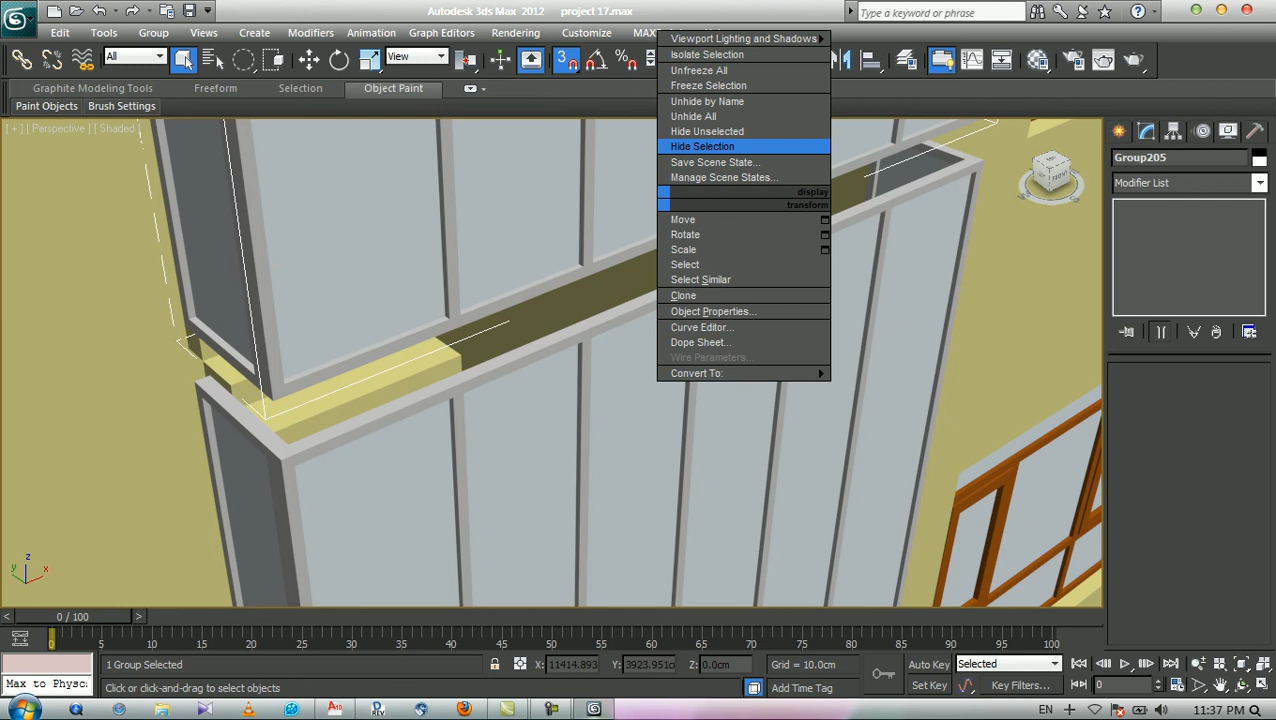 Autodesk 3ds Max 2012 project 17.max
Type a keyword or phrase
Edit Tools Group Views Create Modifiers Animation Graph Editors Rendering Customize
All
View
3
%
Graphite Modeling Tools Freeform Selection Object Paint
Paint Objects Brush Settings
[ + ] [ Perspective ] [ Shaded ]
Viewport Lighting and Shadows
Isolate Selection
Unfreeze All
Freeze Selection
Unhide by Name
Unhide All
Hide Unselected
Hide Selection
Save Scene State...
Manage Scene States...
display
transform
Move
Rotate
Scale
Select
Select Similar
Clone
Object Properties...
Curve Editor...
Dope Sheet...
Wire Parameters...
Convert To:
FRONT
Group205
Modifier List
z
y
x
< 0 / 100 >
0 5 10 15 20 25 30 35 40 45 50 55 60 65 70 75 80 85 90 95 100
1 Group Selected
X: 11414.893
Y: 3923.951c
Z: 0.0cm
Grid = 10.0cm
Auto Key
Selected
Max to Physc:
Click or click-and-drag to select objects
Add Time Tag
Set Key
Key Filters...
0
EN
11:37 PM